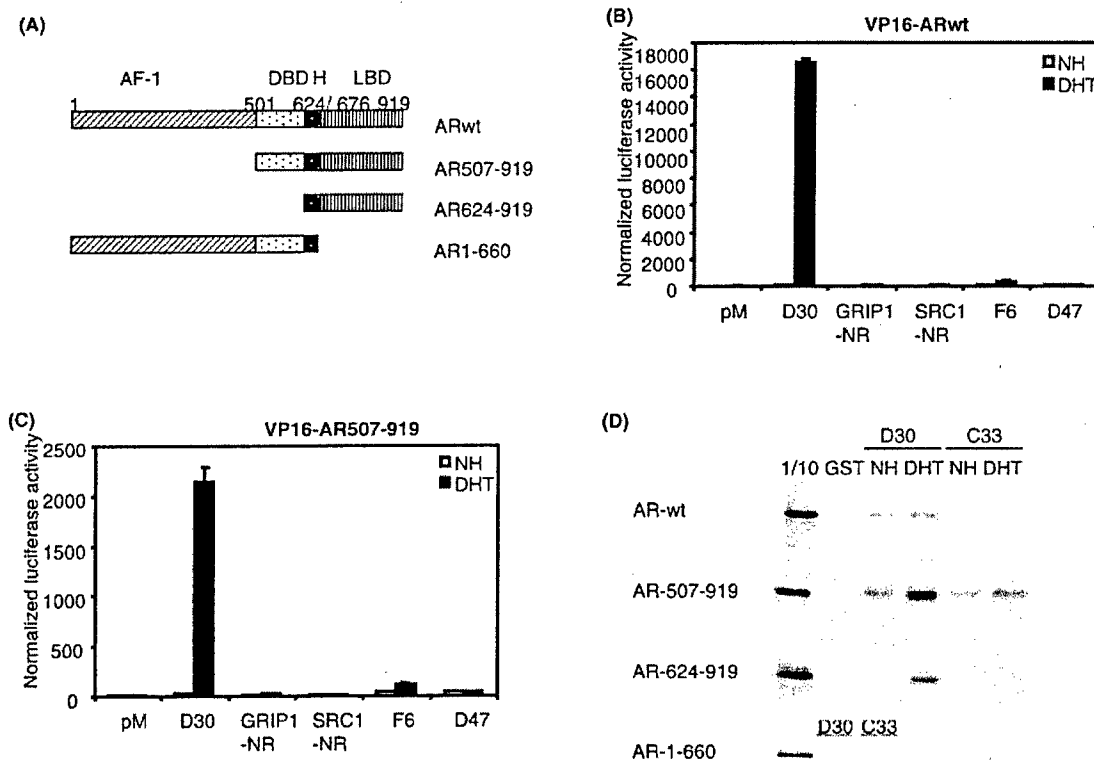 (A)
AF-1 DBD H LBD
1 501 624/ 676 919
ARwt
AR507-919
AR624-919
AR1-660
(B)
VP16-ARwt
Normalized luciferase activity
18000
16000
14000
12000
10000
8000
6000
4000
2000
0
NH
DHT
pM D30 GRIP1 SRC1 F6 D47
-NR -NR
(C)
VP16-AR507-919
Normalized luciferase activity
2500
2000
1500
1000
500
0
NH
DHT
pM D30 GRIP1 SRC1 F6 D47
-NR -NR
(D)
D30 C33
1/10 GST NH DHT NH DHT
AR-wt
AR-507-919
AR-624-919
D30 C33
AR-1-660